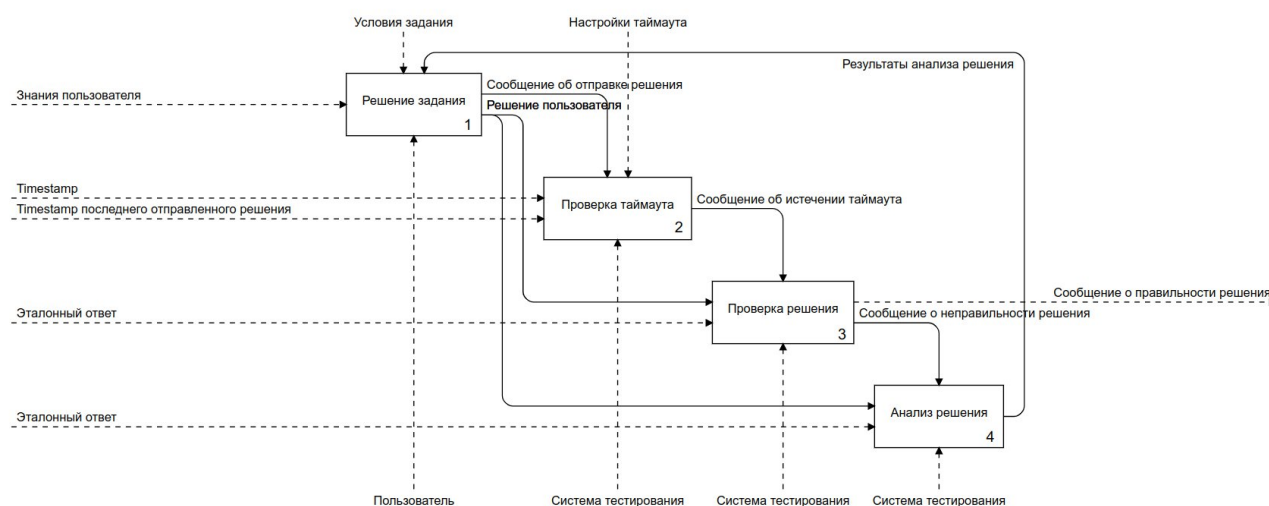 Условия задания
Настройки таймаута
Результаты анализа решения
Сообщение об отправке решения
Знания пользователя
Решение задания
Решение пользователя
1
Timestamp
Timestamp последнего отправленного решения
Проверка таймаута
Сообщение об истечении таймаута
2
Сообщение о правильности решения
Эталонный ответ
Проверка решения
Сообщение о неправильности решения
3
Эталонный ответ
Анализ решения
4
Пользователь
Система тестирования
Система тестирования
Система тестирования